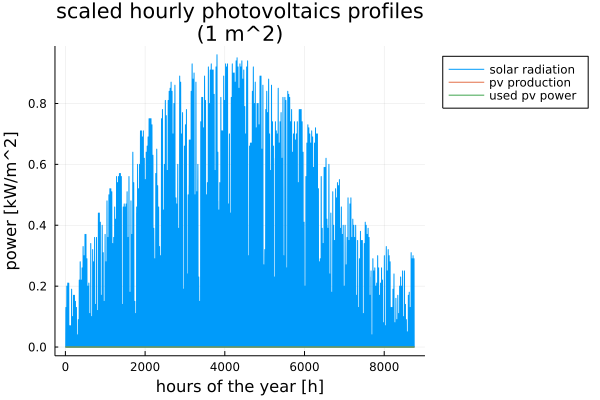 scaled hourly photovoltaics profiles
(1 m^2)
solar radiation
pv production
used pv power
power [kW/m^2]
0.8
0.6
0.4
0.2
0.0
0 2000 4000 6000 8000
hours of the year [h]